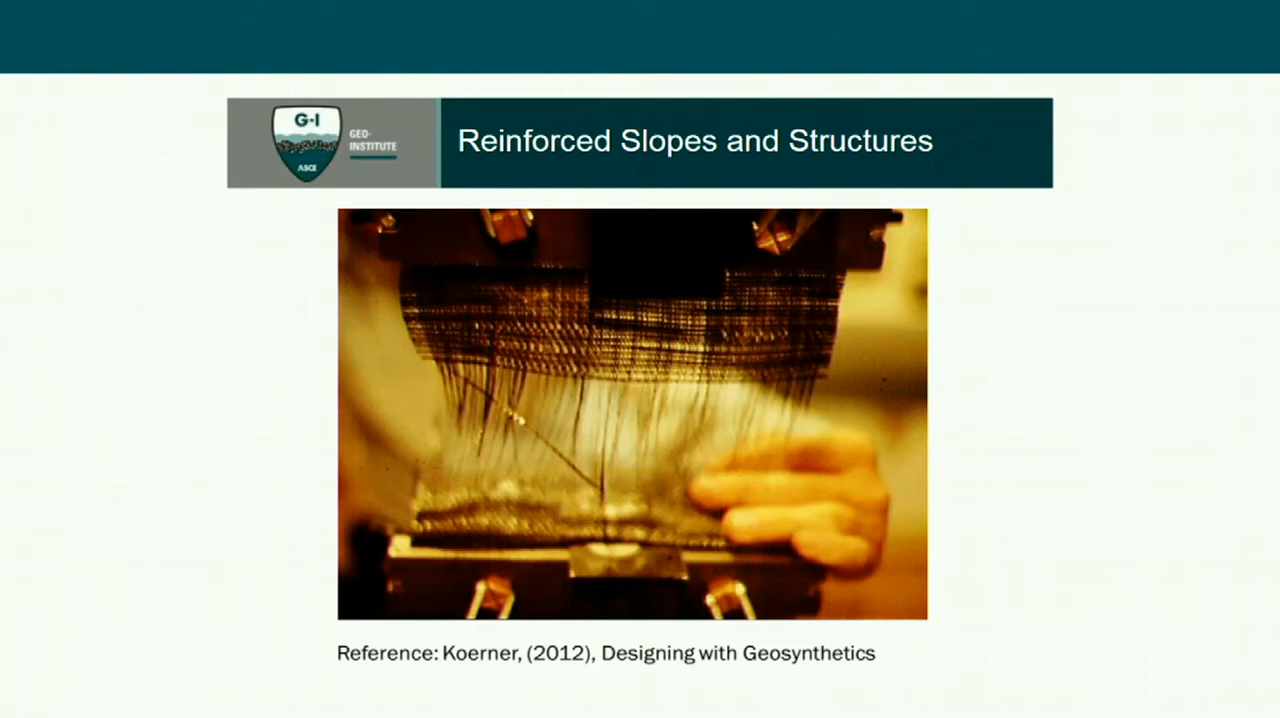 G-I
GEO-
INSTITUTE
ASCE
Reinforced Slopes and Structures
Reference: Koerner, (2012), Designing with Geosynthetics